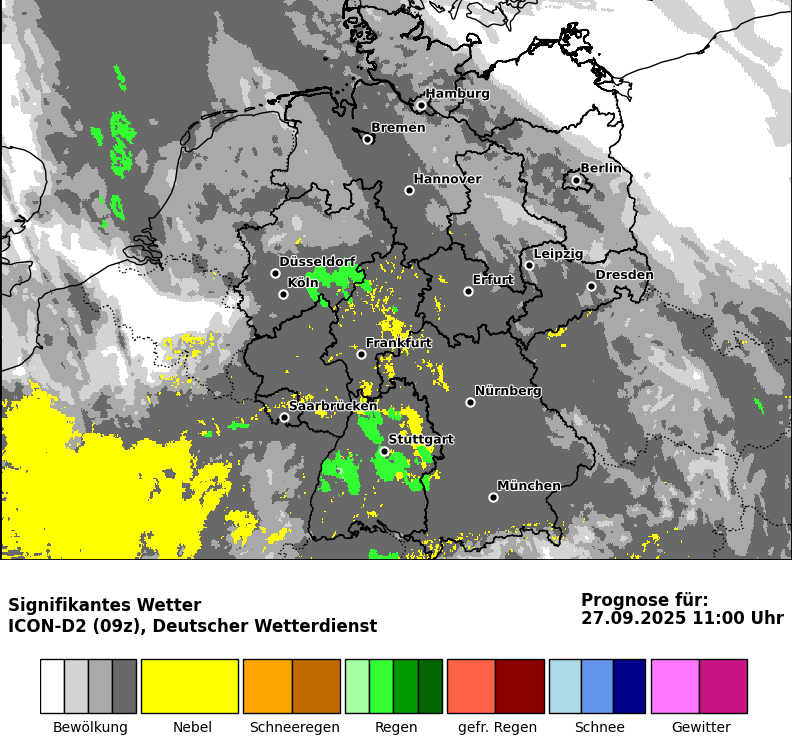 Hamburg
Bremen
Berlin
Hannover
Leipzig
Düsseldorf
Dresden
Köln
Erfurt
Frankfurt
Nürnberg
Saarbrücken
Stuttgart
München
Signifikantes Wetter
ICON-D2 (09z), Deutscher Wetterdienst
Prognose für:
27.09.2025 11:00 Uhr
Bewölkung
Nebel
Schneeregen
Regen
gefr. Regen
Schnee
Gewitter